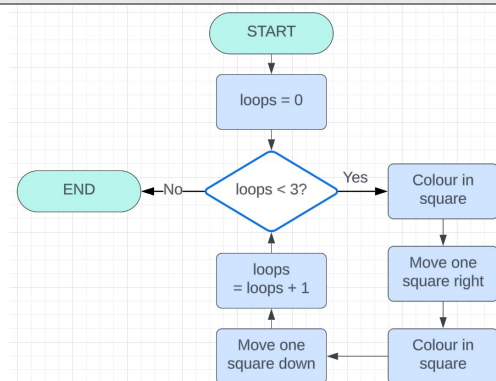 START
loops = 0
loops < 3?
No
END
Yes
Colour in
square
Move one
square right
Colour in
square
Move one
square down
loops
= loops + 1